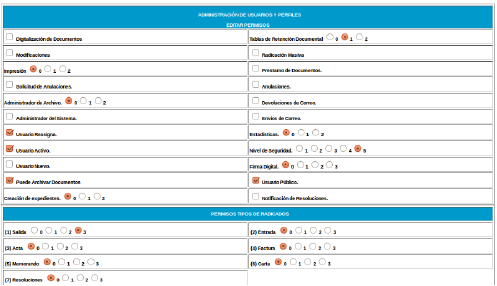 ADMINISTRACIÓN DE USUARIOS Y PERFILES
EDITAR PERMISOS
Digitalización de Documentos
Tablas de Retención Documental 0 1 2
Modificaciones
Radicación Masiva
Impresión 0 1 2
Prestamo de Documentos.
Solicitud de Anulaciones.
Anulaciones.
Administrador de Archivo. 0 1 2
Devoluciones de Correo.
Administrador del Sistema.
Envios de Correo.
Usuario Reasigna.
Estadisticas. 0 1 2
Usuario Activo.
Nivel de Seguridad. 1 2 3 4 5
Usuario Nuevo.
Firma Digital. 0 1 2 3
Puede Archivar Documentos
Usuario Público.
Creación de expedientes. 0 1 2
Notificación de Resoluciones.
PERMISOS TIPOS DE RADICADOS
(1) Salida 0 1 2 3
(2) Entrada 0 1 2 3
(3) Acta 0 1 2 3
(4) Factura 0 1 2 3
(5) Memorando 0 1 2 3
(6) Carta 0 1 2 3
(7) Resoluciones 0 1 2 3